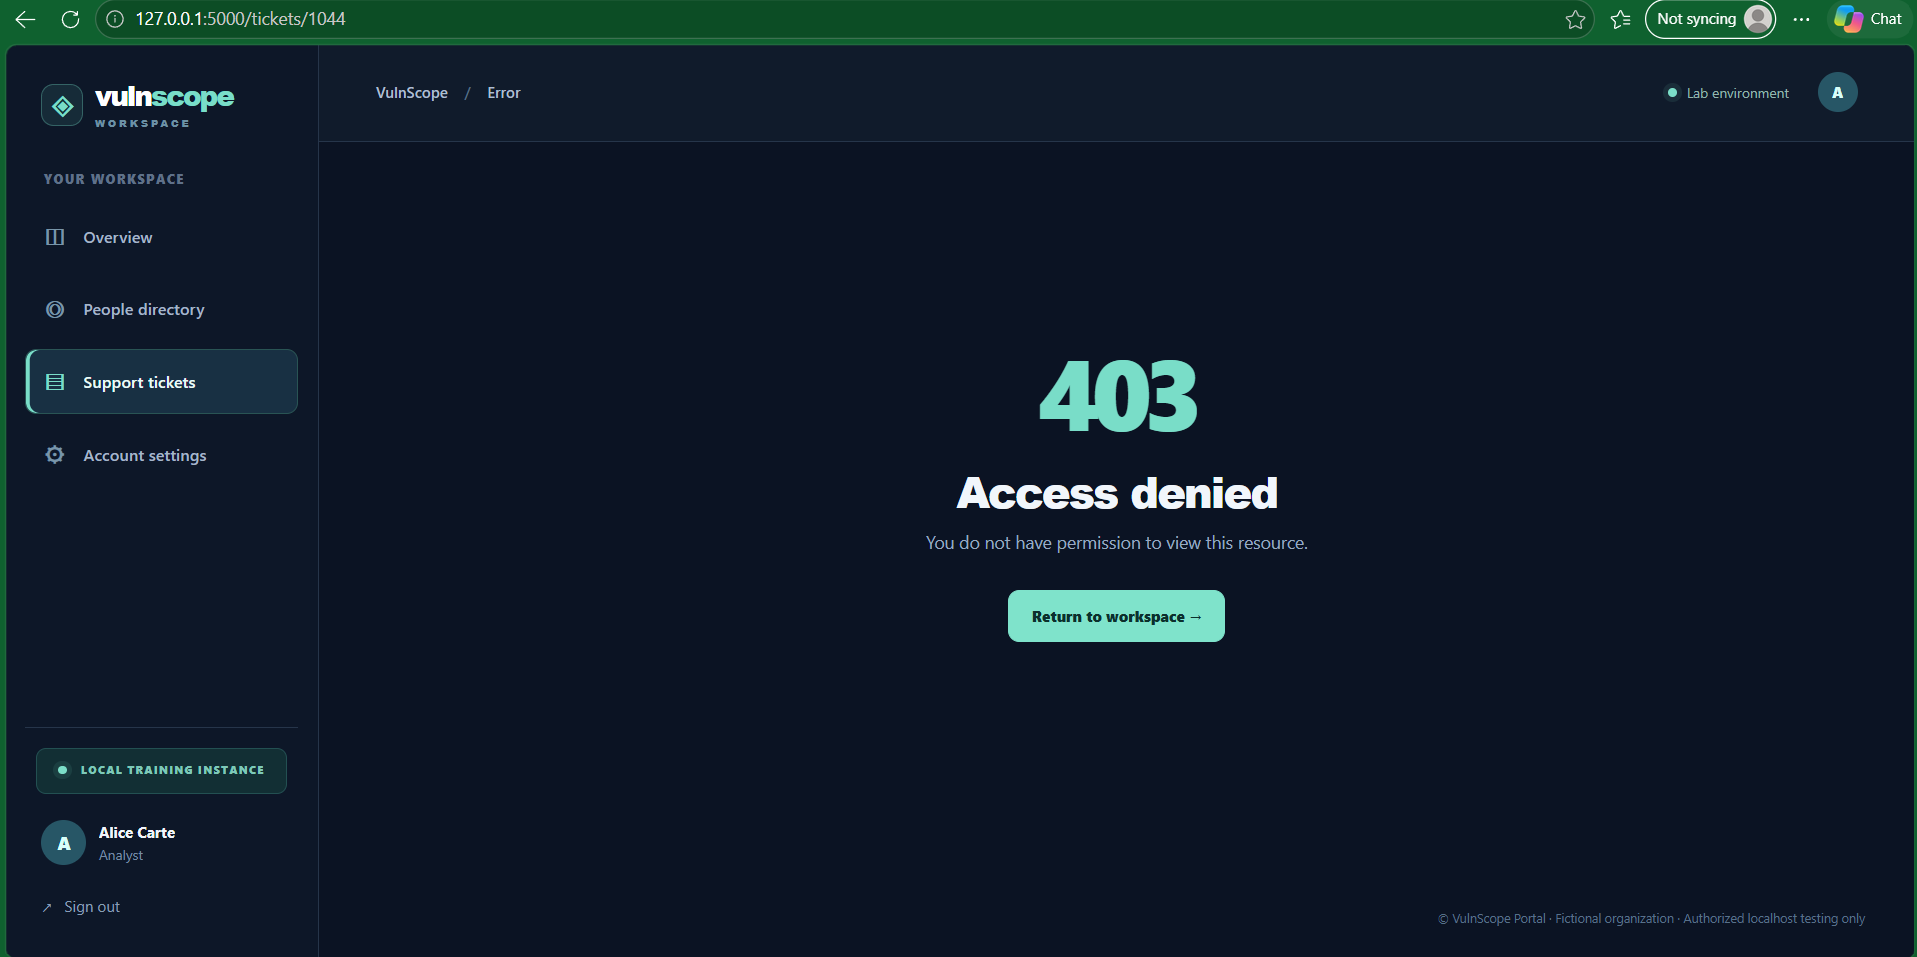 127.0.0.1:5000/tickets/1044
Not syncing
Chat
vulnscope
WORKSPACE
VulnScope / Error
Lab environment
A
YOUR WORKSPACE
Overview
People directory
Support tickets
Account settings
403
Access denied
You do not have permission to view this resource.
Return to workspace →
LOCAL TRAINING INSTANCE
A
Alice Carte
Analyst
↗ Sign out
© VulnScope Portal · Fictional organization · Authorized localhost testing only